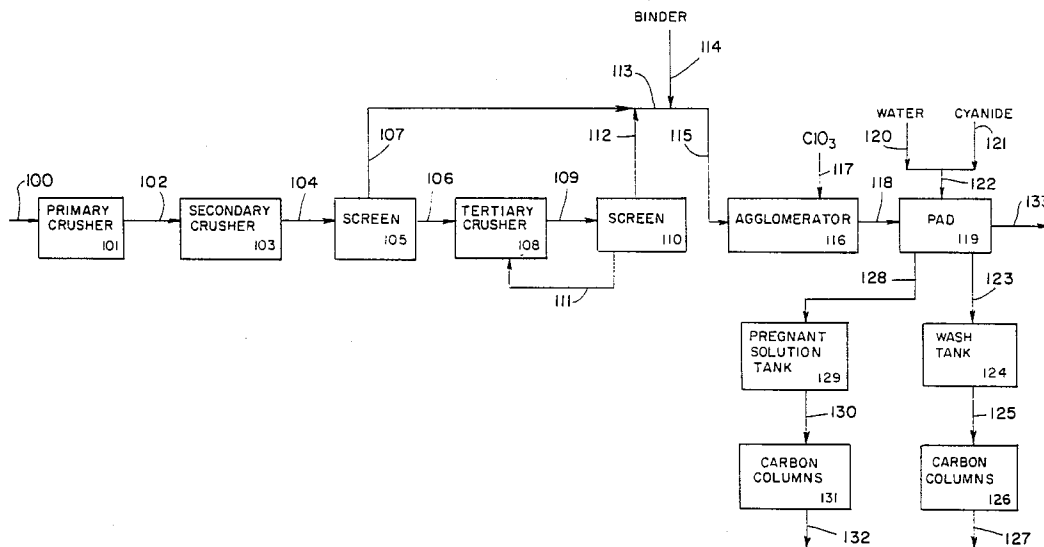 BINDER
114
113
107
112
115
WATER
120
CYANIDE
121
ClO3
117
122
100
102
104
106
109
118
133
PRIMARY
CRUSHER
101
SECONDARY
CRUSHER
103
SCREEN
105
TERTIARY
CRUSHER
108
SCREEN
110
AGGLOMERATOR
116
PAD
119
111
128
123
PREGNANT
SOLUTION
TANK
129
WASH
TANK
124
130
125
CARBON
COLUMNS
131
CARBON
COLUMNS
126
132
127